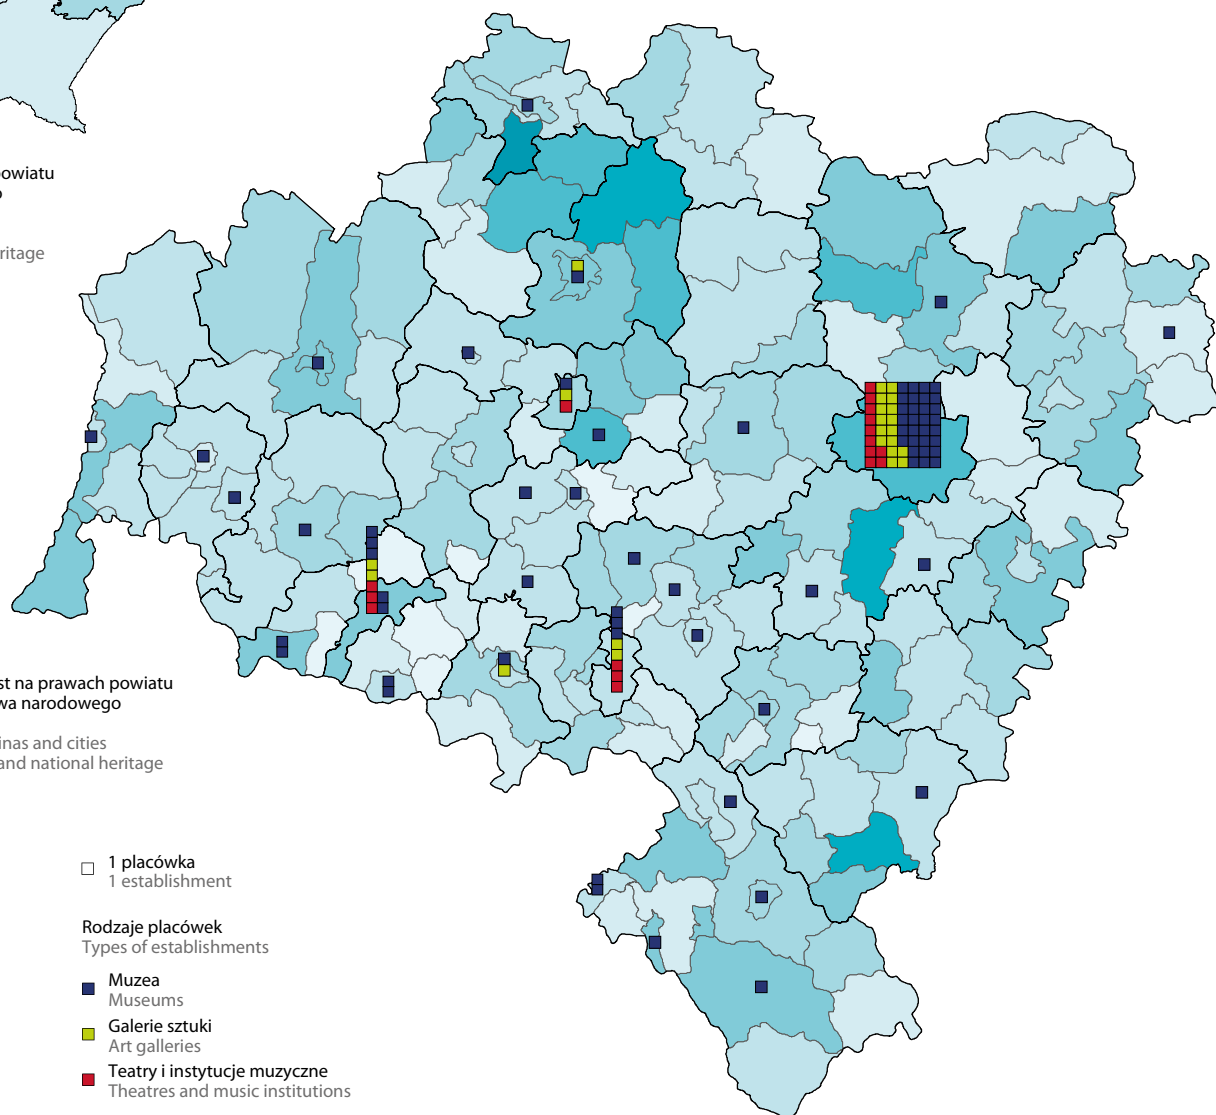 powiatu
ritage
st na prawach powiatu
wa narodowego
inas and cities
and national heritage
1 placówka
1 establishment
Rodzaje placówek
Types of establishments
Muzea
Museums
Galerie sztuki
Art galleries
Teatry i instytucje muzyczne
Theatres and music institutions